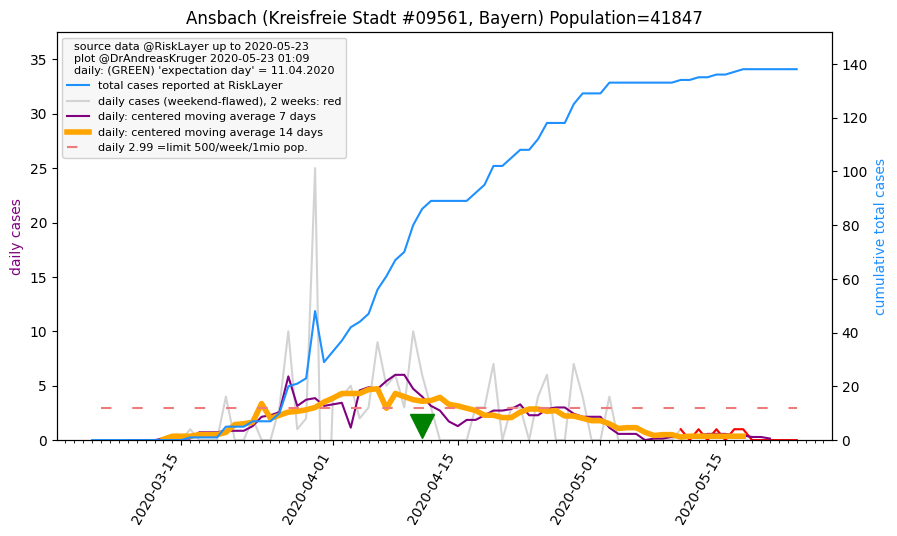 Ansbach (Kreisfreie Stadt #09561, Bayern) Population=41847
source data @RiskLayer up to 2020-05-23
plot @DrAndreasKruger 2020-05-23 01:09
daily: (GREEN) 'expectation day' = 11.04.2020
total cases reported at RiskLayer
daily cases (weekend-flawed), 2 weeks: red
daily: centered moving average 7 days
daily: centered moving average 14 days
daily 2.99 =limit 500/week/1mio pop.
daily cases
35
30
25
20
15
10
5
0
140
120
100
80
60
40
20
0
cumulative total cases
2020-03-15
2020-04-01
2020-04-15
2020-05-01
2020-05-15